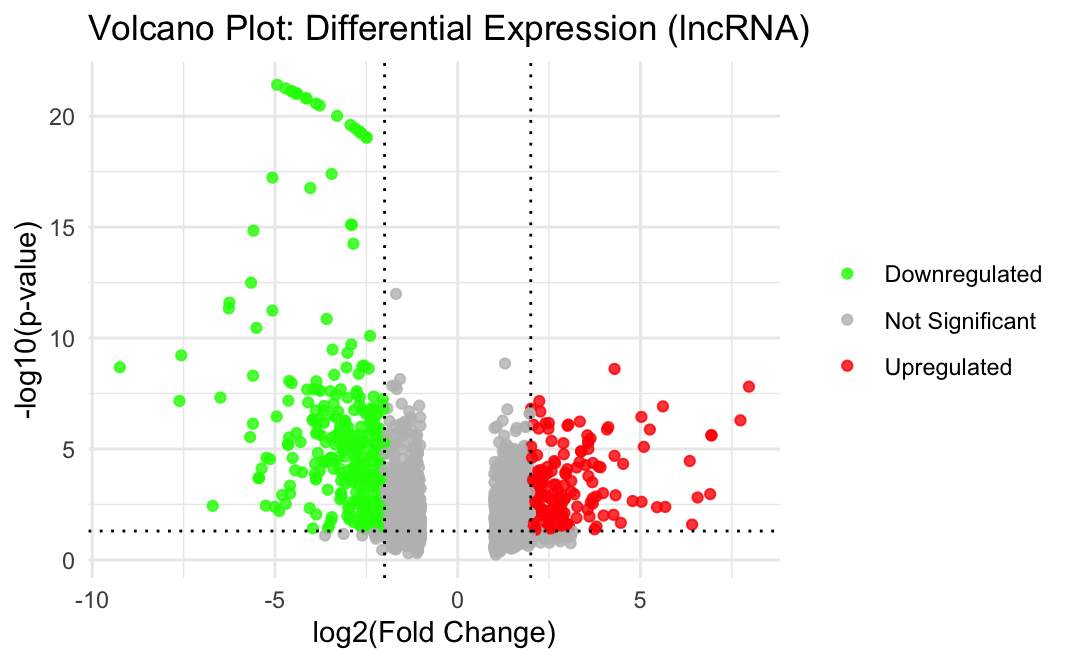 Volcano Plot: Differential Expression (lncRNA)
20
15
10
5
0
-log10(p-value)
-10
-5
0
5
log2(Fold Change)
Downregulated
Not Significant
Upregulated